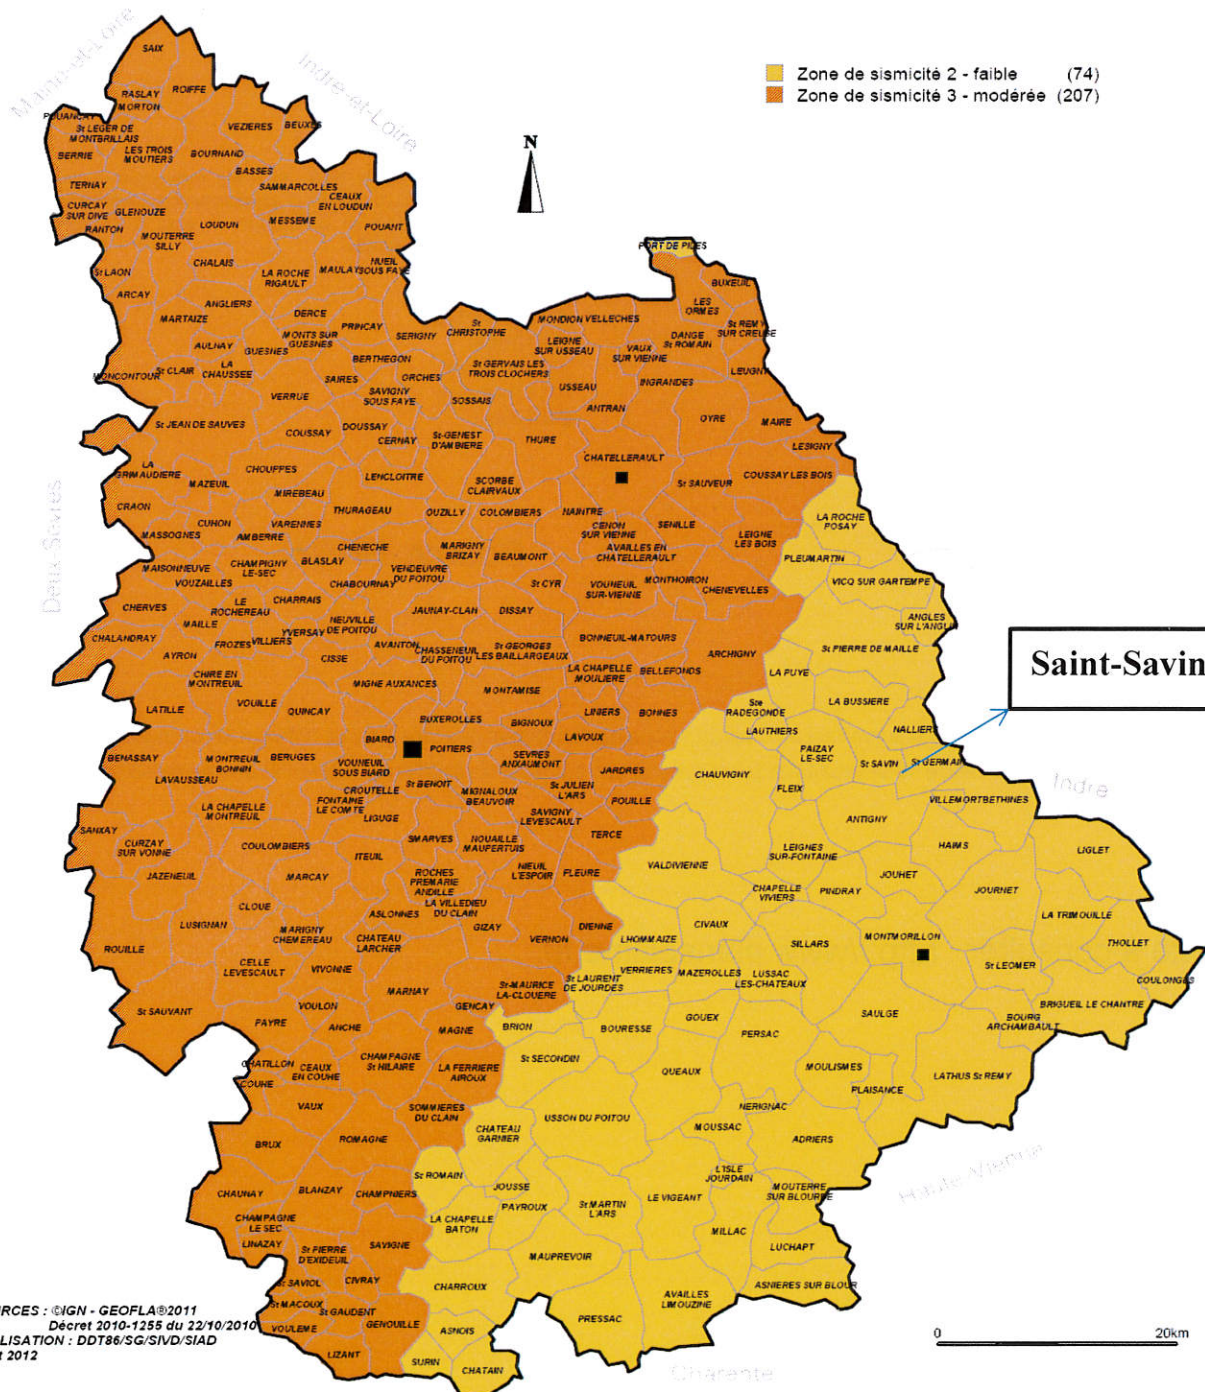 Maine-et-Loire
Indre-et-Loire
Zone de sismicité 2 - faible (74)
Zone de sismicité 3 - modérée (207)
N
SAIX
RASLAY
MORTON
ROIFFE
POUANCAY
St LEGER DE
MONTBRILLAIS
VEZIERES
BEUXES
BERRIE
LES TROIS
MOUTIERS
BOURNAND
BASSES
TERNAY
SAMMARCOLLES
CEAUX
EN LOUDUN
CURCAY
SUR DIVE
GLENOUZE
RANTON
MOUTERRE
SILLY
LOUDUN
MESSEME
POUANT
St LAON
CHALAIS
LA ROCHE
RIGAULT
MAULAY
NUEIL
SOUS FAYE
PORT DE PILES
ARCAY
ANGLIERS
BUXEUIL
LES
ORMES
MARTAIZE
DERCE
MONTS SUR
GUESNES
PRINCAY
SERIGNY
St
CHRISTOPHE
MONDION
VELLECHES
LEIGNE
SUR USSEAU
VAUX
SUR VIENNE
DANGE
St ROMAIN
St REMY
SUR CREUSE
AULNAY
GUESNES
BERTHEGON
MONCONTOUR
St CLAIR
LA
CHAUSSEE
SAIRES
ORCHES
St GERVAIS LES
TROIS CLOCHERS
USSEAU
INGRANDES
LEUGNY
VERRUE
SAVIGNY
SOUS FAYE
SOSSAIS
ANTRAN
OYRE
MAIRE
St JEAN DE SAUVES
COUSSAY
DOUSSAY
CERNAY
St-GENEST
D'AMBIERE
THURE
LESIGNY
LA
GRIMAUDIERE
MAZEUIL
CHOUPPES
MIREBEAU
LENCLOITRE
SCORBE
CLAIRVAUX
CHATELLERAULT
St SAUVEUR
COUSSAY LES BOIS
CRAON
CUHON
VARENNES
THURAGEAU
OUZILLY
COLOMBIERS
NAINTRE
CENON
SUR VIENNE
SENILLE
LEIGNE
LES BOIS
LA ROCHE
POSAY
MASSOGNES
AMBERRE
CHENECHE
MARIGNY
BRIZAY
BEAUMONT
AVAILLES EN
CHATELLERAULT
PLEUMARTIN
MAISONNEUVE
VOUZAILLES
CHAMPIGNY
LE-SEC
BLASLAY
CHABOURNAY
VENDEUVRE
DU POITOU
St CYR
VOUNEUIL
SUR-VIENNE
MONTHOIRON
CHENEVELLES
VICQ SUR GARTEMPE
Deux Sèvres
CHERVES
LE
ROCHEREAU
CHARRAIS
NEUVILLE
DE POITOU
JAUNAY-CLAN
DISSAY
ANGLES
SUR L'ANGLIN
MAILLE
CHALANDRAY
AYRON
FROZES
VILLIERS
YVERSAY
CISSE
AVANTON
CHASSENEUIL
DU POITOU
St GEORGES
LES BAILLARGEAUX
BONNEUIL-MATOURS
ARCHIGNY
St PIERRE DE MAILLE
Saint-Savin
CHIRE EN
MONTREUIL
MIGNE AUXANCES
MONTAMISE
LA CHAPELLE
MOULIERE
BELLEFONDS
LA PUYE
LATILLE
VOUILLE
QUINCAY
BUXEROLLES
BIGNOUX
LINIERS
BONNES
Ste
RADEGONDE
LA BUSSIERE
LAUTHIERS
NALLIERS
BENASSAY
MONTREUIL
BONNIN
BERUGES
BIARD
POITIERS
SEVRES
ANXAUMONT
LAVOUX
PAIZAY
LE-SEC
St SAVIN
St GERMAIN
Indre
LAVAUSSEAU
VOUNEUIL
SOUS BIARD
CROUTELLE
St BENOIT
MIGNALOUX
BEAUVOIR
St JULIEN
L'ARS
JARDRES
CHAUVIGNY
FLEIX
LA CHAPELLE
MONTREUIL
FONTAINE
LE COMTE
LIGUGE
SAVIGNY
LEVESCAULT
POUILLE
ANTIGNY
VILLEMORT
BETHINES
SANXAY
CURZAY
SUR VONNE
COULOMBIERS
ITEUIL
SMARVES
NOUAILLE
MAUPERTUIS
TERCE
LEIGNES
SUR-FONTAINE
HAIMS
LIGLET
JAZENEUIL
MARCAY
ROCHES
PREMARIE
ANDILLE
NIEUIL
L'ESPOIR
FLEURE
VALDIVIENNE
CHAPELLE
VIVIERS
PINDRAY
JOUHET
JOURNET
CLOUE
ASLONNES
LA VILLEDIEU
DU CLAIN
LA TRIMOUILLE
LUSIGNAN
MARIGNY
CHEMEREAU
CHATEAU
LARCHER
GIZAY
VERNON
DIENNE
LHOMMAIZE
CIVAUX
SILLARS
MONTMORILLON
THOLLET
ROUILLE
CELLE
LEVESCAULT
VIVONNE
MARNAY
St-MAURICE
LA-CLOUERE
St LAURENT
DE JOURDES
VERRIERES
MAZEROLLES
LUSSAC
LES-CHATEAUX
St LEOMER
COULONGES
St SAUVANT
VOULON
GENCAY
BRIGUEIL LE CHANTRE
PAYRE
ANCHE
MAGNE
BRION
BOURESSE
GOUEX
PERSAC
SAULGE
BOURG
ARCHAMBAULT
CHATILLON
COUHE
CEAUX
EN COUHE
CHAMPAGNE
St HILAIRE
LA FERRIERE
AIROUX
St SECONDIN
QUEAUX
MOULISMES
LATHUS St REMY
VAUX
SOMMIERES
DU CLAIN
PLAISANCE
BRUX
ROMAGNE
CHATEAU
GARNIER
USSON DU POITOU
NERIGNAC
MOUSSAC
ADRIERS
St ROMAIN
L'ISLE
JOURDAIN
Haute-Vienne
CHAUNAY
BLANZAY
CHAMPNIERS
JOUSSE
PAYROUX
St MARTIN
L'ARS
LE VIGEANT
MOUTERRE
SUR BLOURDE
CHAMPAGNE
LE SEC
LINAZAY
St PIERRE
D'EXIDEUIL
SAVIGNE
LA CHAPELLE
BATON
MAUPREVOIR
MILLAC
LUCHAPT
St SAVIOL
CIVRAY
CHARROUX
AVAILLES
LIMOUZINE
ASNIERES SUR BLOUR
St MACOUX
St GAUDENT
VOULEME
GENOUILLE
ASNOIS
PRESSAC
LIZANT
SURIN
CHATAIN
Charente
RCES : ©IGN - GEOFLA®2011
Décret 2010-1255 du 22/10/2010
LISATION : DDT86/SG/SIVD/SIAD
t 2012
0 20km